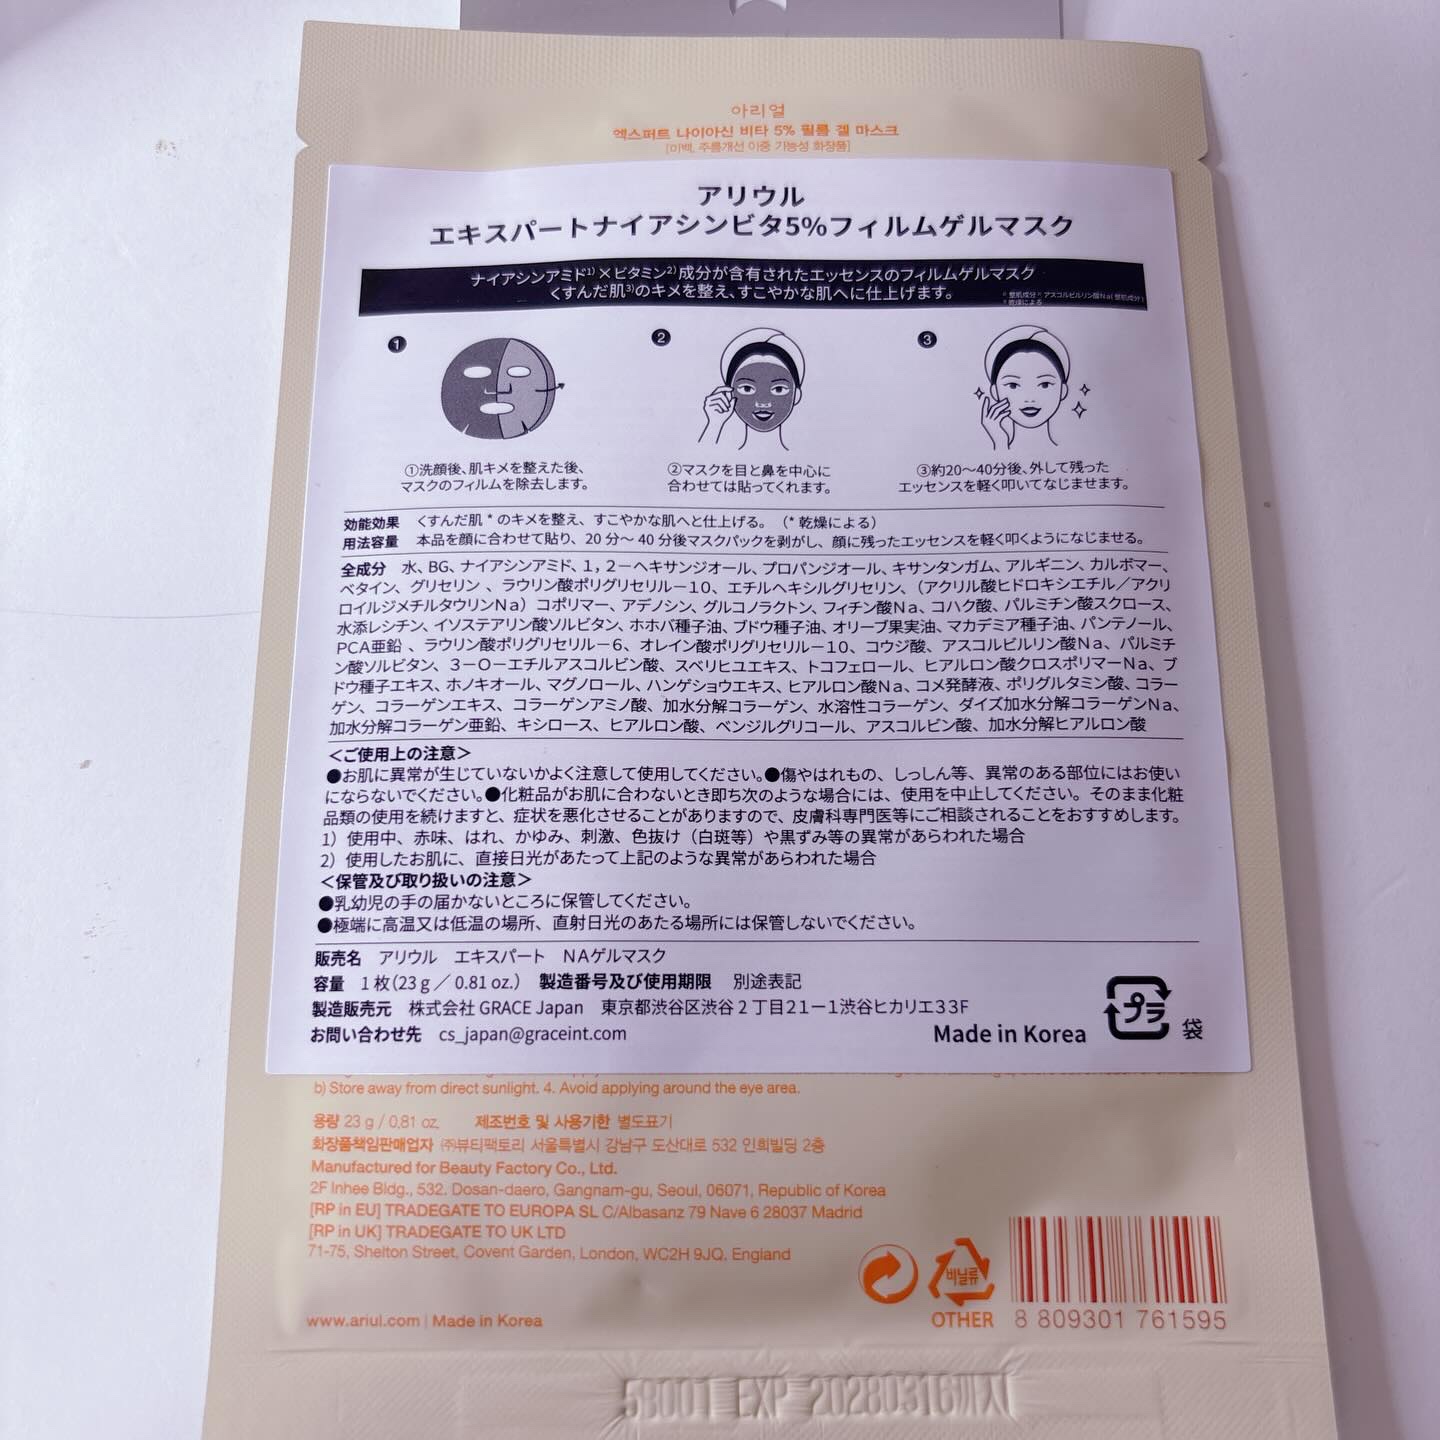 아리얼
엑스퍼트 나이아신 비타 5% 필름 겔 마스크
[미백, 주름개선 이중 기능성 화장품]
アリウル
エキスパートナイアシンビタ5%フィルムゲルマスク
ナイアシンアミド1)×ビタミン2)成分が含有されたエッセンスのフィルムゲルマスク
くすんだ肌3)のキメを整え、すこやかな肌へに仕上げます。
整肌成分 アスコルビルリン酸Na(整肌成分)
乾燥による
1
2
3
①洗顔後、肌キメを整えた後、
マスクのフィルムを除去します。
②マスクを目と鼻を中心に
合わせては貼ってくれます。
③約20〜40分後、外して残った
エッセンスを軽く叩いてなじませます。
効能効果 くすんだ肌*のキメを整え、すこやかな肌へと仕上げる。(*乾燥による)
用法容量 本品を顔に合わせて貼り、20分〜40分後マスクパックを剥がし、顔に残ったエッセンスを軽く叩くようになじませる。
全成分 水、BG、ナイアシンアミド、1,2-ヘキサンジオール、プロパンジオール、キサンタンガム、アルギニン、カルボマー、
ベタイン、グリセリン、ラウリン酸ポリグリセリル-10、エチルヘキシルグリセリン、(アクリル酸ヒドロキシエチル/アクリ
ロイルジメチルタウリンNa)コポリマー、アデノシン、グルコノラクトン、フィチン酸Na、コハク酸、パルミチン酸スクロース、
水添レシチン、イソステアリン酸ソルビタン、ホホバ種子油、ブドウ種子油、オリーブ果実油、マカデミア種子油、パンテノール、
PCA亜鉛、ラウリン酸ポリグリセリル-6、オレイン酸ポリグリセリル-10、コウジ酸、アスコルビルリン酸Na、パルミチ
ン酸ソルビタン、3-O-エチルアスコルビン酸、スベリヒユエキス、トコフェロール、ヒアルロン酸クロスポリマーNa、ブ
ドウ種子エキス、ホノキオール、マグノロール、ハンゲショウエキス、ヒアルロン酸Na、コメ発酵液、ポリグルタミン酸、コラー
ゲン、コラーゲンエキス、コラーゲンアミノ酸、加水分解コラーゲン、水溶性コラーゲン、ダイズ加水分解コラーゲンNa、
加水分解コラーゲン亜鉛、キシロース、ヒアルロン酸、ベンジルグリコール、アスコルビン酸、加水分解ヒアルロン酸
<ご使用上の注意>
●お肌に異常が生じていないかよく注意して使用してください。●傷やはれもの、しっしん等、異常のある部位にはお使い
にならないでください。●化粧品がお肌に合わないとき即ち次のような場合には、使用を中止してください。そのまま化粧
品類の使用を続けますと、症状を悪化させることがありますので、皮膚科専門医等にご相談されることをおすすめします。
1)使用中、赤味、はれ、かゆみ、刺激、色抜け(白斑等)や黒ずみ等の異常があらわれた場合
2)使用したお肌に、直接日光があたって上記のような異常があらわれた場合
<保管及び取り扱いの注意>
●乳幼児の手の届かないところに保管してください。
●極端に高温又は低温の場所、直射日光のあたる場所には保管しないでください。
販売名 アリウル エキスパート NAゲルマスク
容量 1枚(23g/0.81oz.) 製造番号及び使用期限 別途表記
製造販売元 株式会社GRACE Japan 東京都渋谷区渋谷2丁目21-1渋谷ヒカリエ33F
お問い合わせ先 cs_japan@graceint.com
Made in Korea
プラ
袋
b) Store away from direct sunlight. 4. Avoid applying around the eye area.
용량 23 g / 0.81 oz. 제조번호 및 사용기한 별도표기
화장품책임판매업자 ㈜뷰티팩토리 서울특별시 강남구 도산대로 532 인희빌딩 2층
Manufactured for Beauty Factory Co., Ltd.
2F Inhee Bldg., 532, Dosan-daero, Gangnam-gu, Seoul, 06071, Republic of Korea
[RP in EU] TRADEGATE TO EUROPA SL C/Albasanz 79 Nave 6 28037 Madrid
[RP in UK] TRADEGATE TO UK LTD
71-75, Shelton Street, Covent Garden, London, WC2H 9JQ, England
비닐류
OTHER
8 809301 761595
www.ariul.com | Made in Korea
5B001 EXP 20280316까지